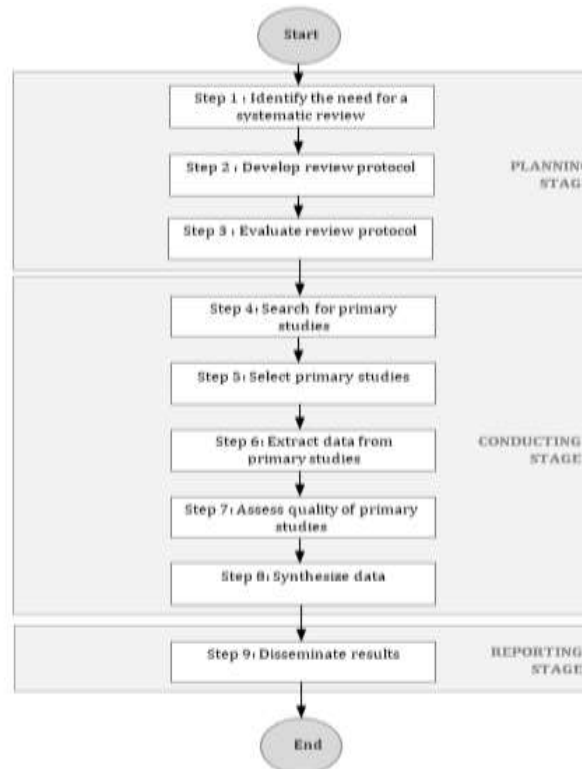 Start
Step 1 : Identify the need for a
systematic review
PLANNING
STAGE
Step 2 : Develop review protocol
Step 3 : Evaluate review protocol
Step 4: Search for primary
studies
Step 5: Select primary studies
Step 6: Extract data from
primary studies
CONDUCTING
STAGE
Step 7: Assess quality of primary
studies
Step 8: Synthesize data
Step 9: Disseminate results
REPORTING
STAGE
End